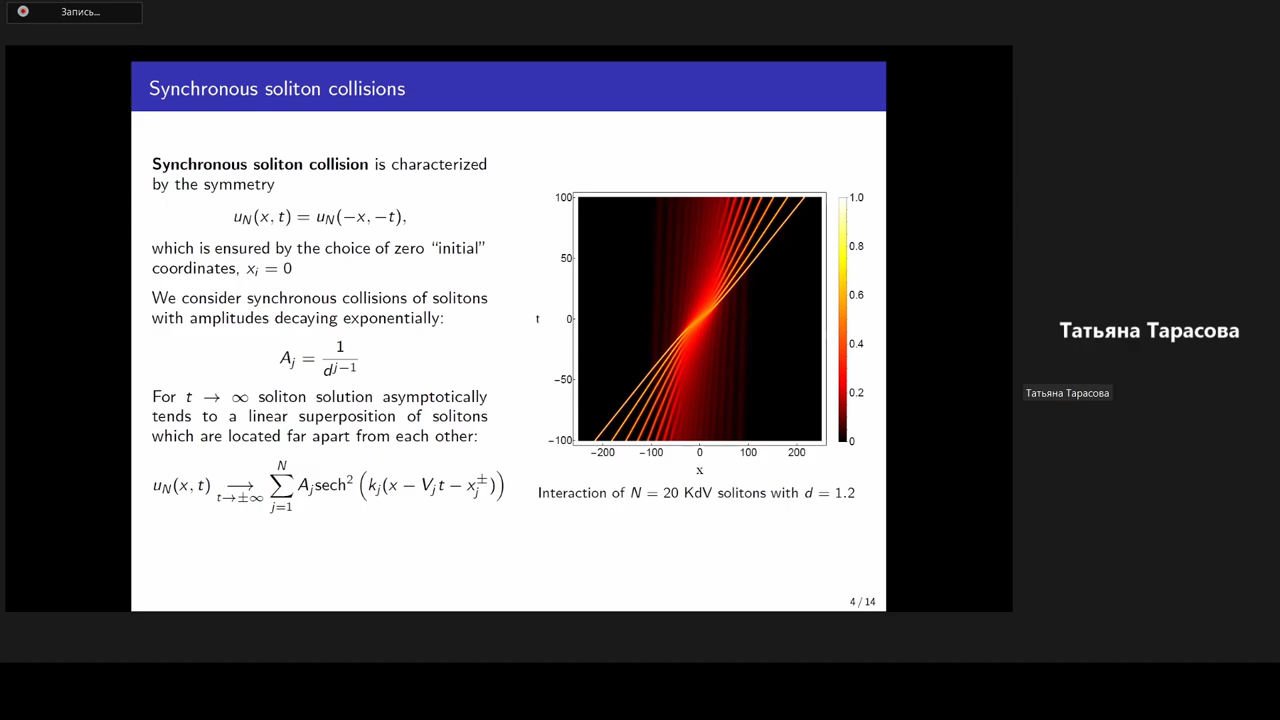 Запись...
Synchronous soliton collisions
Synchronous soliton collision is characterized
by the symmetry
u_N(x, t) = u_N(−x, −t),
which is ensured by the choice of zero “initial”
coordinates, x_i = 0
We consider synchronous collisions of solitons
with amplitudes decaying exponentially:
A_j = 1 / d^{j−1}
For t → ∞ soliton solution asymptotically
tends to a linear superposition of solitons
which are located far apart from each other:
u_N(x, t) ⟶_{t→±∞} ∑_{j=1}^{N} A_j sech² (k_j(x − V_j t − x_j^±))
100
50
t
0
−50
−100
−200
−100
0
100
200
x
1.0
0.8
0.6
0.4
0.2
0
Interaction of N = 20 KdV solitons with d = 1.2
4 / 14
Татьяна Тарасова
Татьяна Тарасова